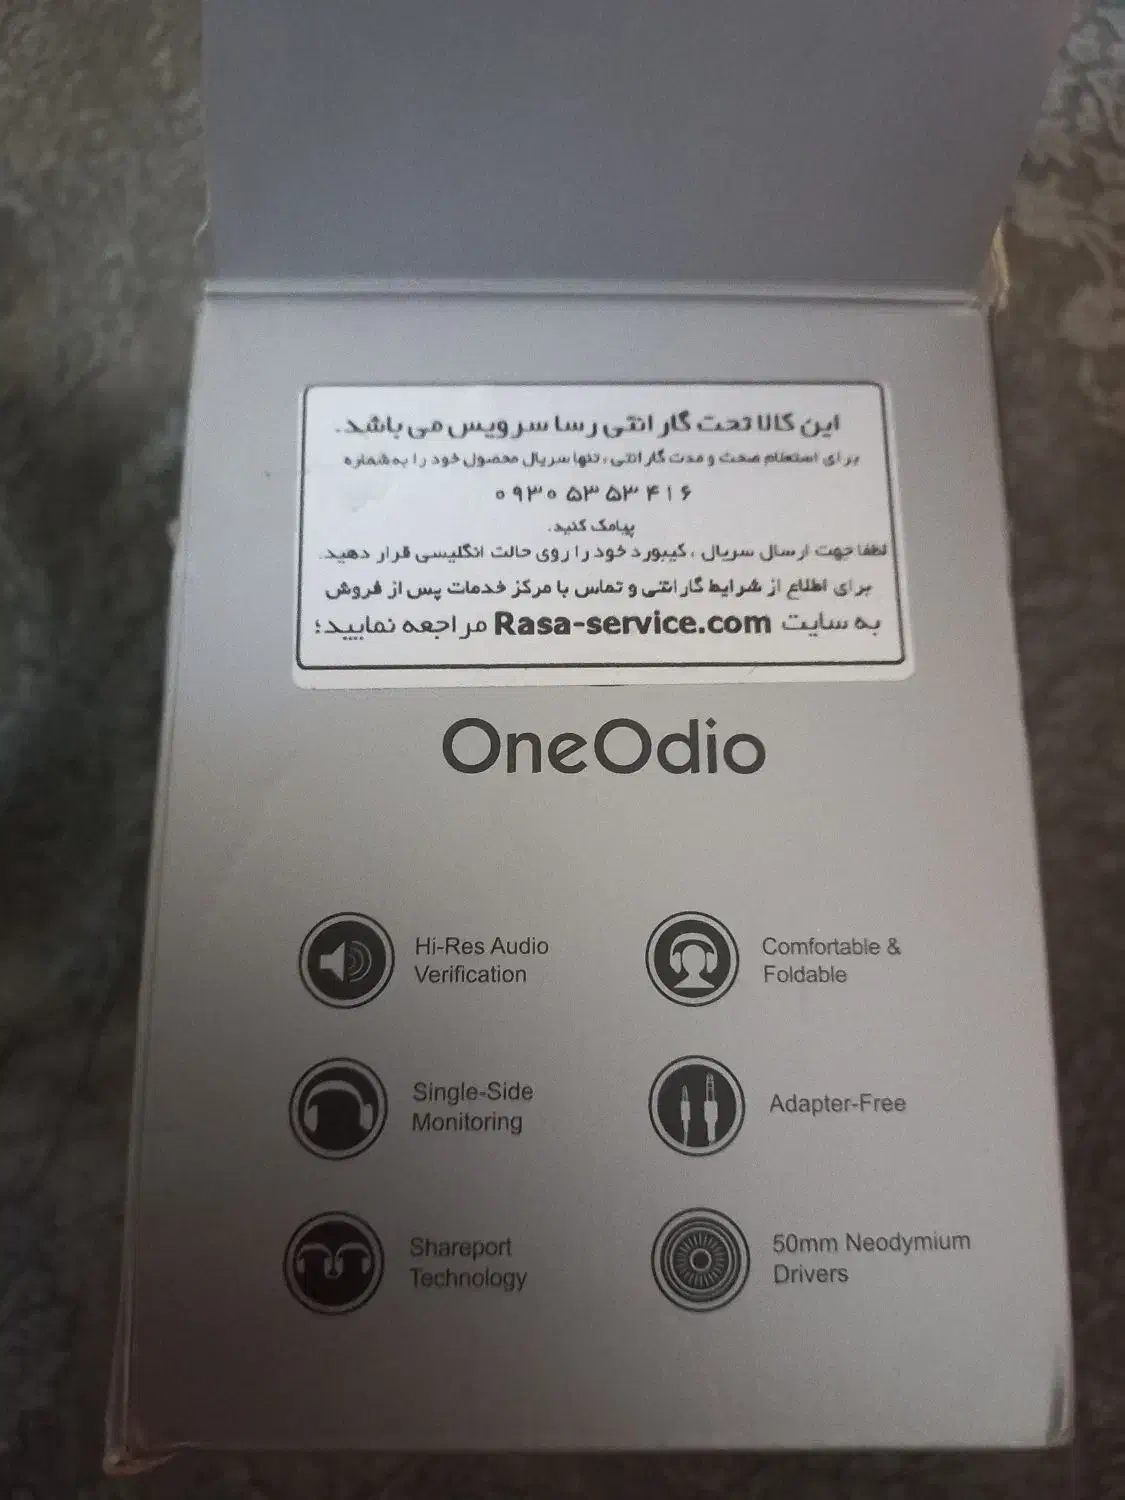 این کالا تحت گارانتی رسا سرویس می باشد.
برای استعلام صحت و مدت گارانتی، تنها سریال محصول خود را به شماره
۰۹۳۰ ۵۳۵۳۴۱۶
پیامک کنید.
لطفا جهت ارسال سریال ، کیبورد خود را روی حالت انگلیسی قرار دهید.
برای اطلاع از شرایط گارانتی و تماس با مرکز خدمات پس از فروش
به سایت Rasa-service.com مراجعه نمایید؛
OneOdio
Hi-Res Audio
Verification
Comfortable &
Foldable
Single-Side
Monitoring
Adapter-Free
Shareport
Technology
50mm Neodymium
Drivers